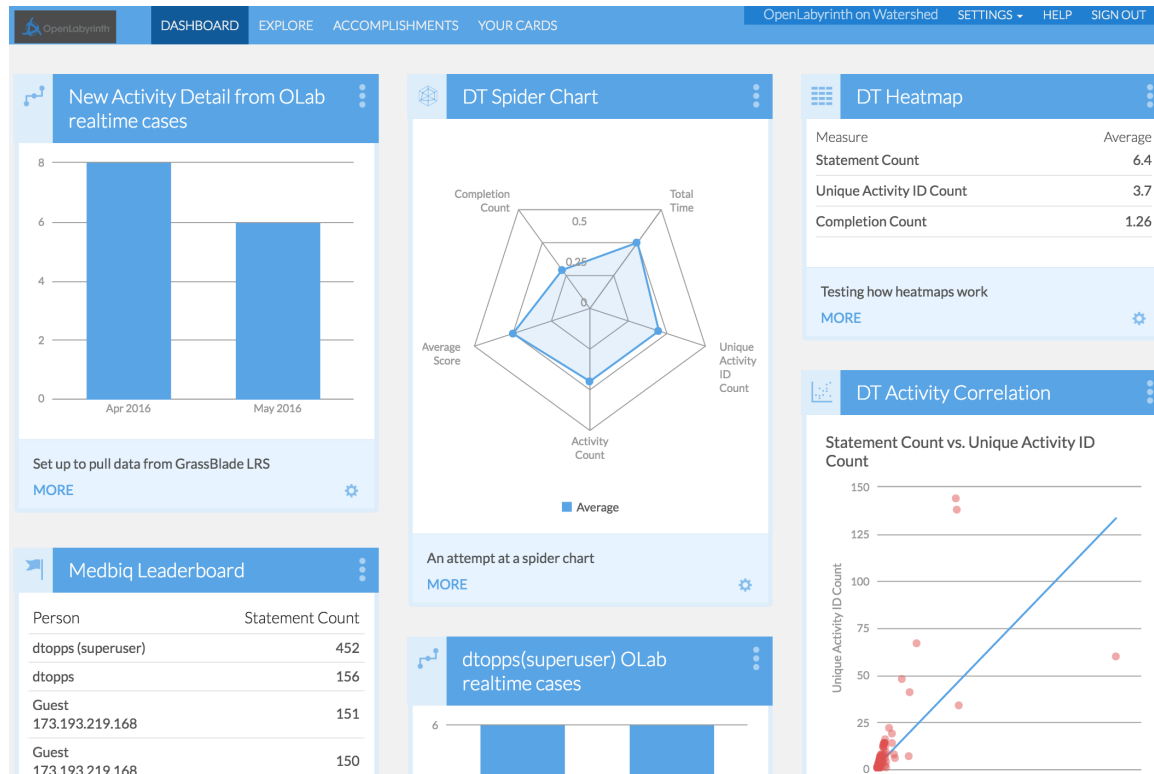 OpenLabyrinth
DASHBOARD
EXPLORE
ACCOMPLISHMENTS
YOUR CARDS
OpenLabyrinth on Watershed
SETTINGS
HELP
SIGN OUT
New Activity Detail from OLab
realtime cases
8
6
4
2
0
Apr 2016
May 2016
Set up to pull data from GrassBlade LRS
MORE
Medbiq Leaderboard
Person Statement Count
dtopps (superuser) 452
dtopps 156
Guest
173.193.219.168 151
Guest
173.193.219.168 150
DT Spider Chart
Completion
Count
Total
Time
0.5
0.25
0
Average
Score
Unique
Activity
ID
Count
Activity
Count
Average
An attempt at a spider chart
MORE
dtopps(superuser) OLab
realtime cases
6
DT Heatmap
Measure Average
Statement Count 6.4
Unique Activity ID Count 3.7
Completion Count 1.26
Testing how heatmaps work
MORE
DT Activity Correlation
Statement Count vs. Unique Activity ID
Count
150
125
100
75
50
25
0
Unique Activity ID Count